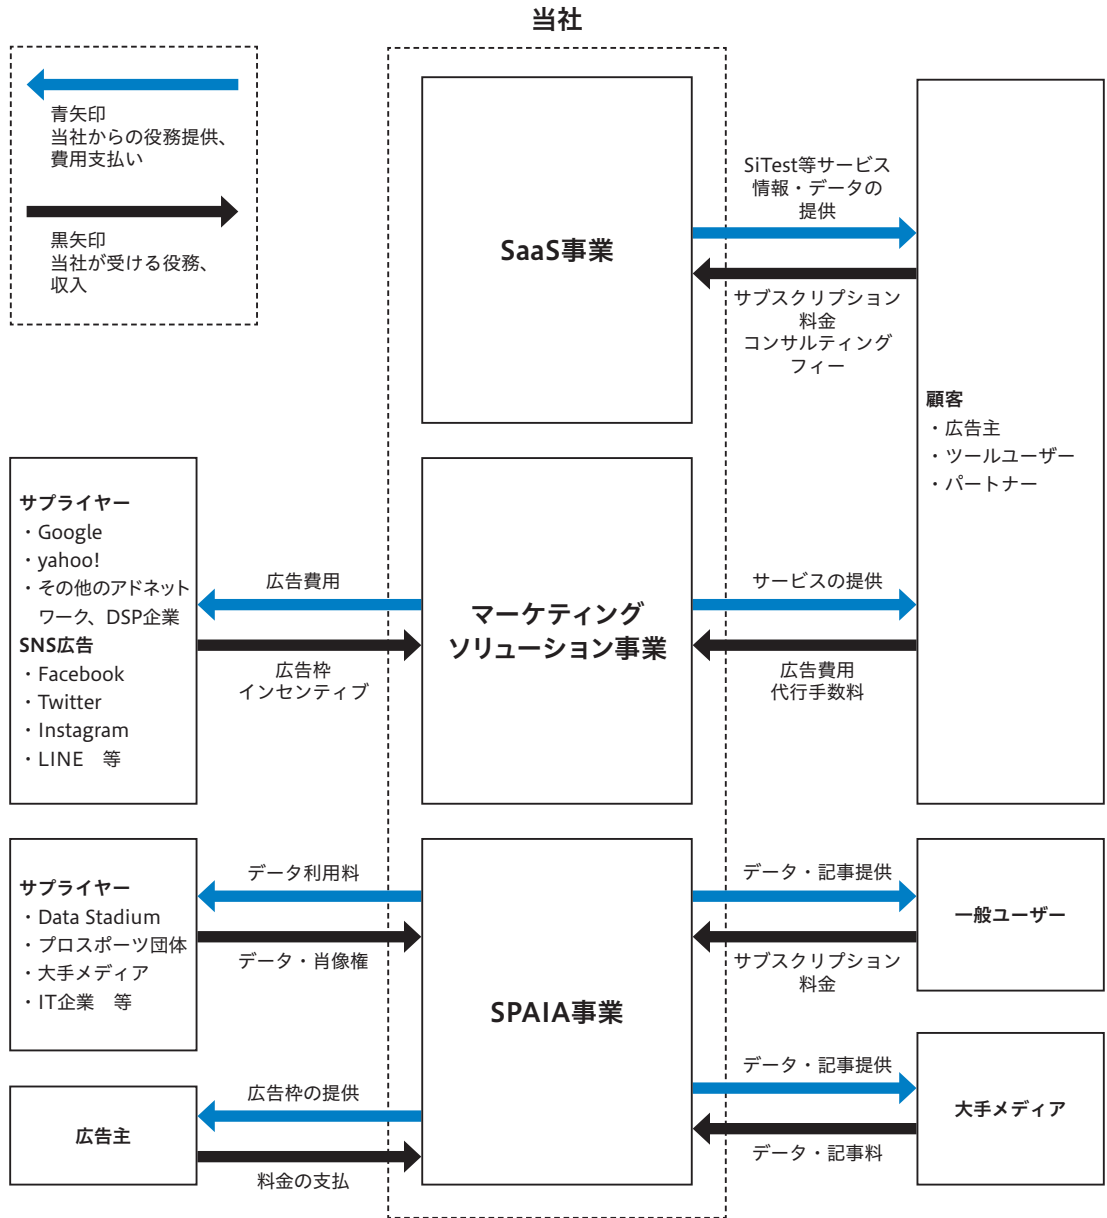 当社
青矢印
当社からの役務提供、
費用支払い
黒矢印
当社が受ける役務、
収入
SaaS事業
SiTest等サービス
情報・データの
提供
サブスクリプション
料金
コンサルティング
フィー
顧客
・広告主
・ツールユーザー
・パートナー
サプライヤー
・Google
・yahoo!
・その他のアドネット
ワーク、DSP企業
SNS広告
・Facebook
・Twitter
・Instagram
・LINE　等
広告費用
広告枠
インセンティブ
マーケティング
ソリューション事業
サービスの提供
広告費用
代行手数料
サプライヤー
・Data Stadium
・プロスポーツ団体
・大手メディア
・IT企業　等
データ利用料
データ・肖像権
SPAIA事業
データ・記事提供
サブスクリプション
料金
一般ユーザー
広告主
広告枠の提供
料金の支払
データ・記事提供
データ・記事料
大手メディア